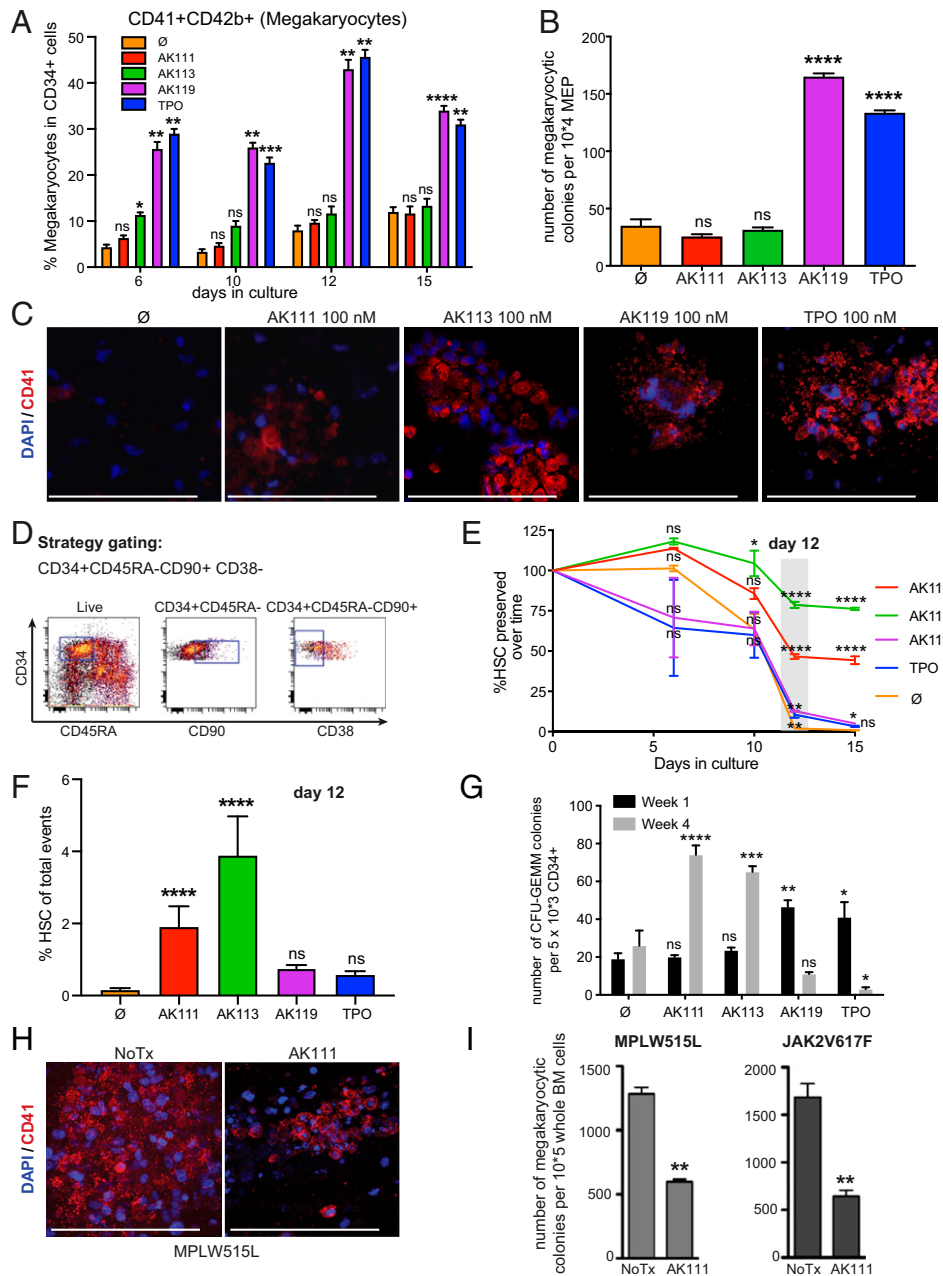 A
CD41+CD42b+ (Megakaryocytes)
% Megakaryocytes in CD34+ cells
50
40
30
20
10
0
Ø
AK111
AK113
AK119
TPO
ns
*
**
**
ns
ns
**
***
ns
ns
**
**
ns
ns
****
**
6
10
12
15
days in culture
B
number of megakaryocytic
colonies per 10*4 MEP
200
150
100
50
0
ns
ns
****
****
Ø
AK111
AK113
AK119
TPO
C
Ø
AK111 100 nM
AK113 100 nM
AK119 100 nM
TPO 100 nM
DAPI/CD41
D
Strategy gating:
CD34+CD45RA-CD90+ CD38-
Live
CD34+CD45RA-
CD34+CD45RA-CD90+
CD34
CD45RA
CD90
CD38
E
%HSC preserved
over time
125
100
75
50
25
0
day 12
ns
ns
ns
*
ns
ns
ns
****
****
**
**
****
****
*
ns
AK11
AK11
AK11
TPO
Ø
0
5
10
15
Days in culture
F
day 12
% HSC of total events
6
4
2
0
****
****
ns
ns
Ø
AK111
AK113
AK119
TPO
G
number of CFU-GEMM colonies
per 5 x 10*3 CD34+
100
80
60
40
20
0
Week 1
Week 4
ns
****
ns
***
**
ns
*
*
Ø
AK111
AK113
AK119
TPO
H
NoTx
AK111
DAPI/CD41
MPLW515L
I
MPLW515L
JAK2V617F
number of megakaryocytic
colonies per 10*5 whole BM cells
1500
1000
500
0
**
NoTx
AK111
2000
1500
1000
500
0
**
NoTx
AK111